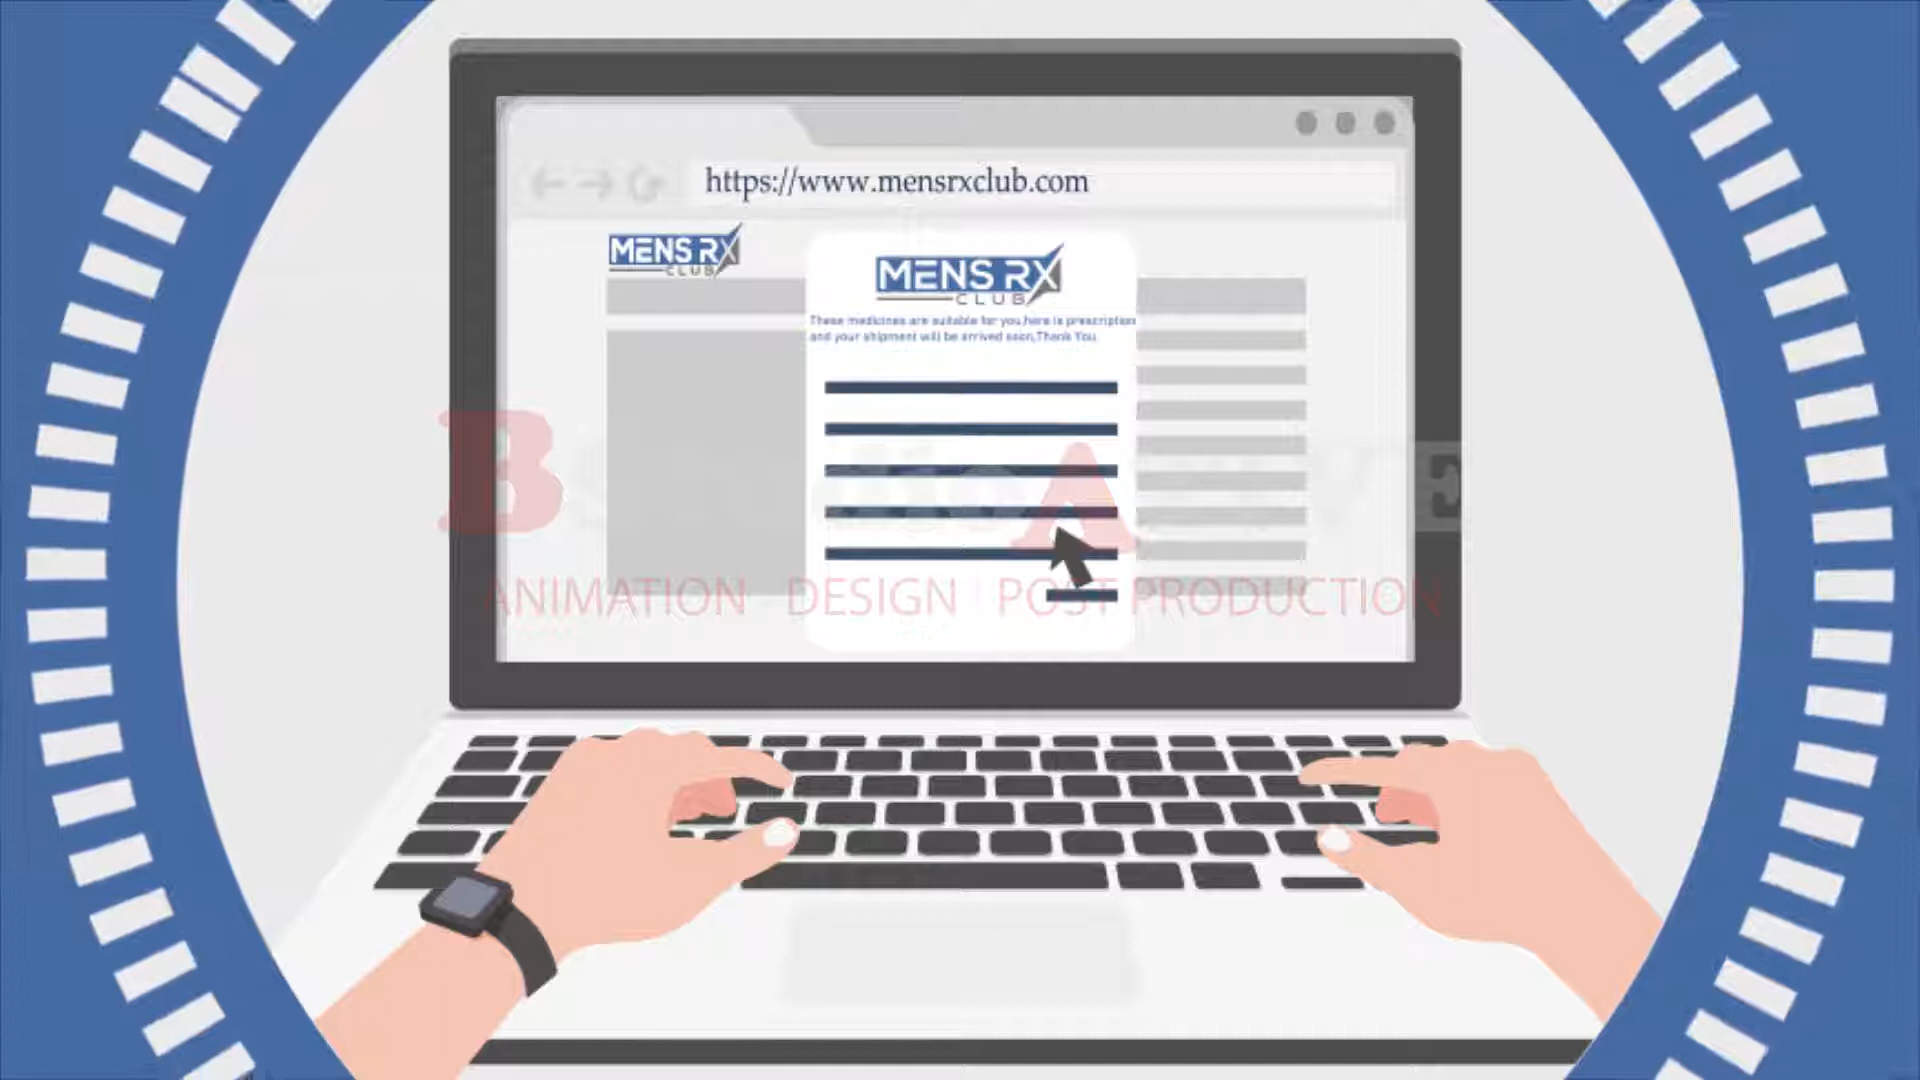 https://www.mensrxclub.com
MENS RX
CLUB
MENS RX
CLUB
These medicines are suitable for you,here is prescription
and your shipment will be arrived soon,Thank You.
ANIMATION DESIGN POST PRODUCTION